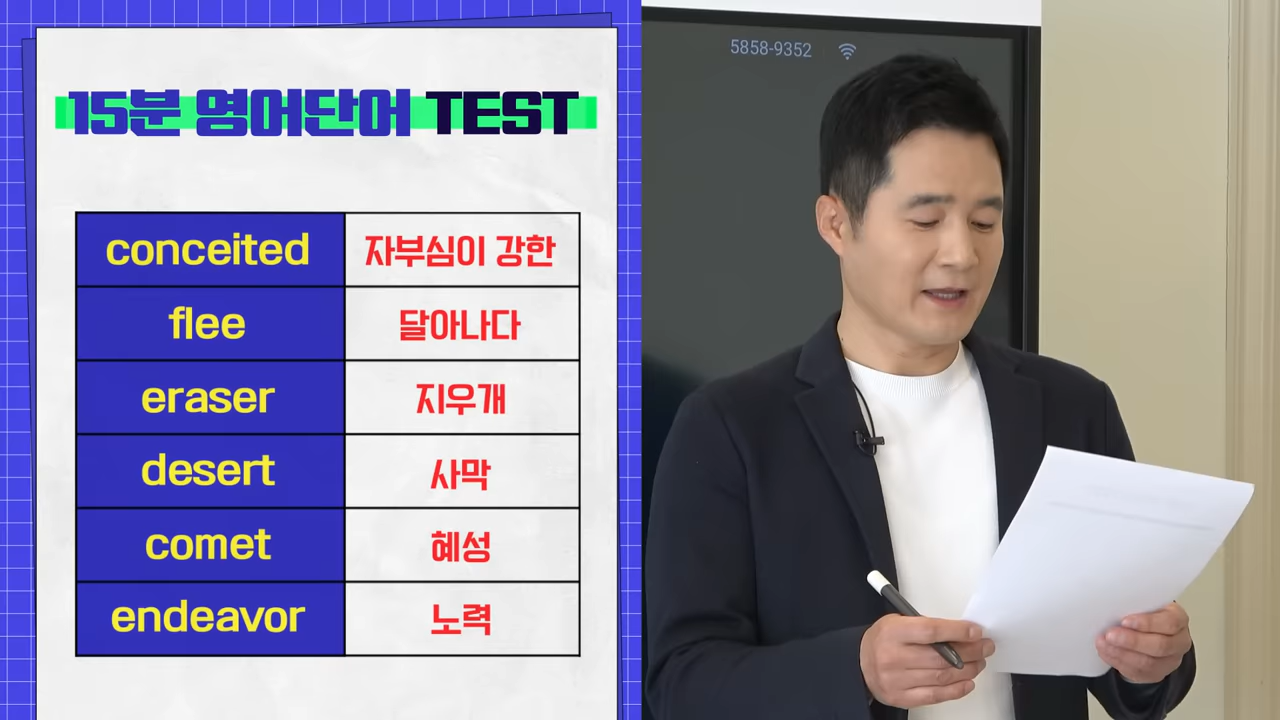 15분 영어단어 TEST
conceited 자부심이 강한
flee 달아나다
eraser 지우개
desert 사막
comet 혜성
endeavor 노력
5858-9352